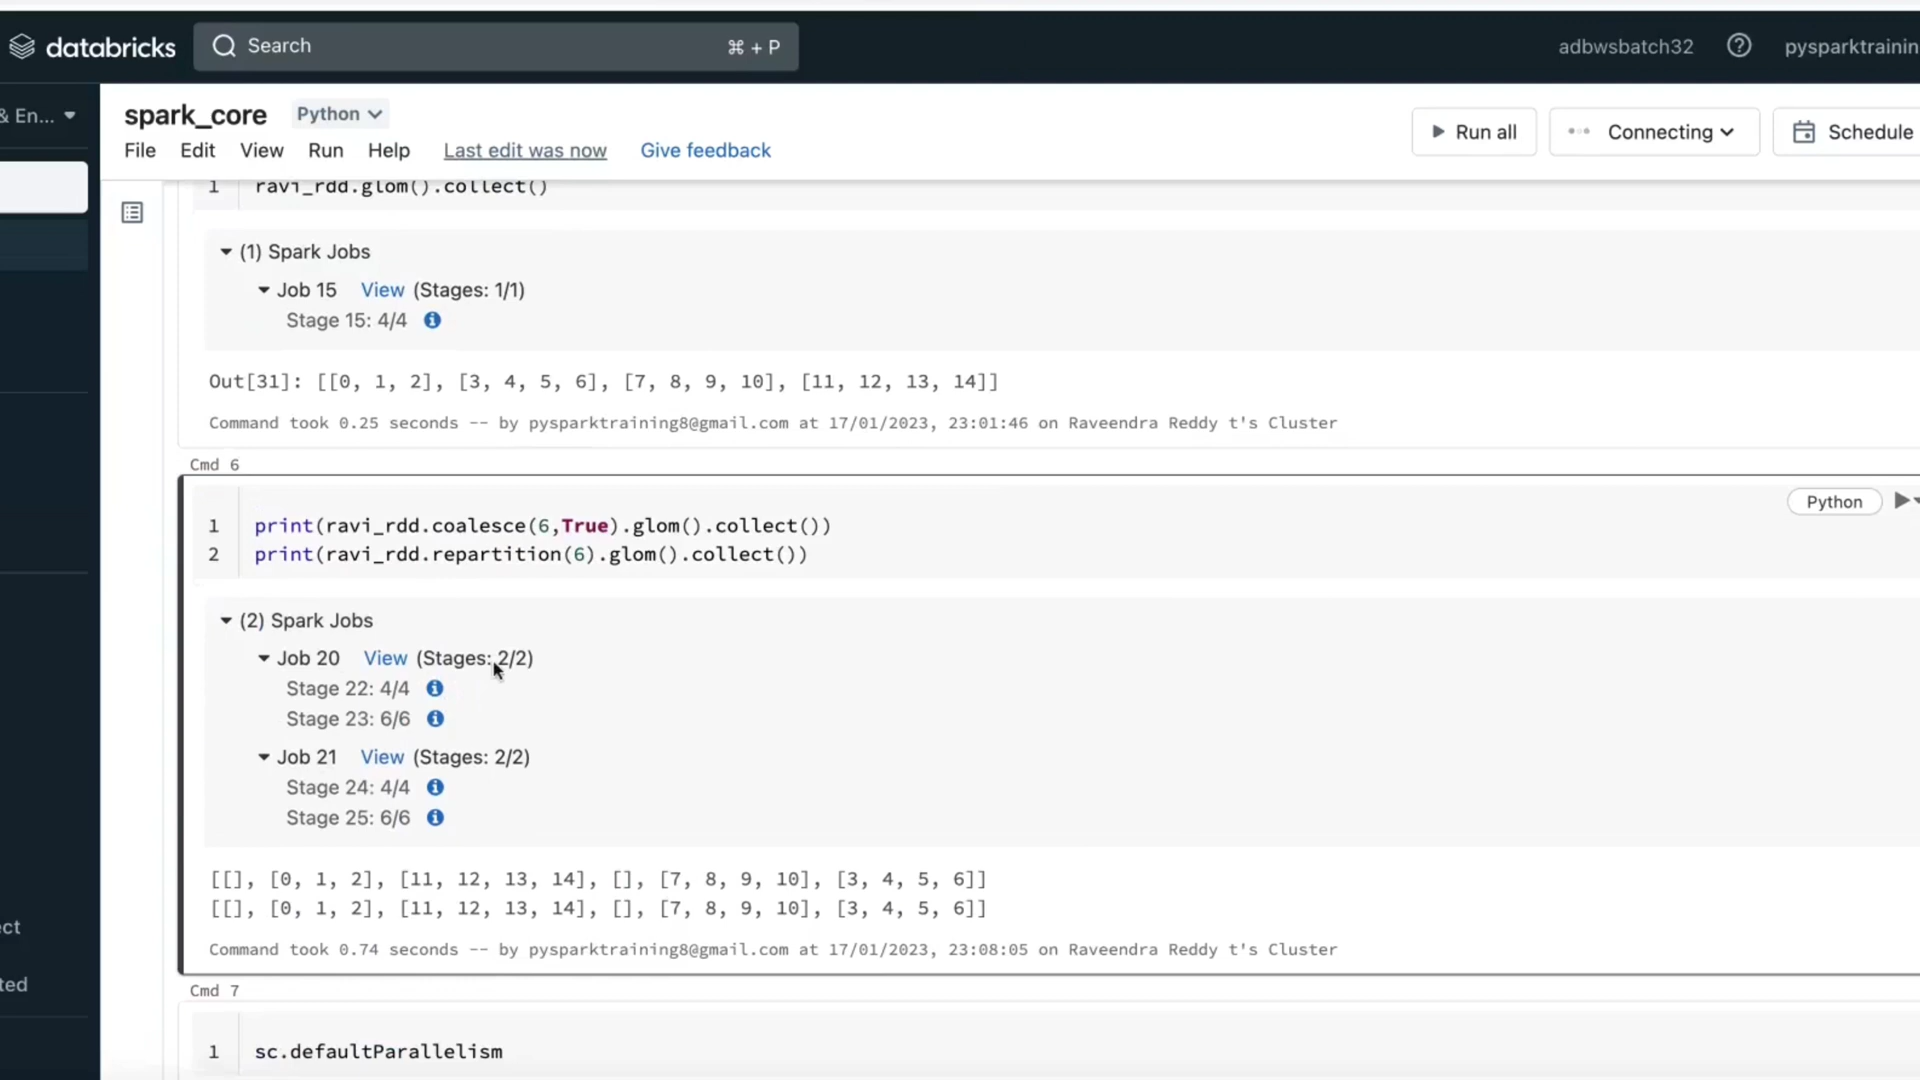 databricks
Search
⌘ + P
adbwsbatch32
pysparktrainin
& En...
spark_core
Python
Run all
Connecting
Schedule
File
Edit
View
Run
Help
Last edit was now
Give feedback
1 ravi_rdd.glom().collect()
(1) Spark Jobs
Job 15 View (Stages: 1/1)
Stage 15: 4/4
Out[31]: [[0, 1, 2], [3, 4, 5, 6], [7, 8, 9, 10], [11, 12, 13, 14]]
Command took 0.25 seconds -- by pysparktraining8@gmail.com at 17/01/2023, 23:01:46 on Raveendra Reddy t's Cluster
Cmd 6
Python
1 print(ravi_rdd.coalesce(6,True).glom().collect())
2 print(ravi_rdd.repartition(6).glom().collect())
(2) Spark Jobs
Job 20 View (Stages: 2/2)
Stage 22: 4/4
Stage 23: 6/6
Job 21 View (Stages: 2/2)
Stage 24: 4/4
Stage 25: 6/6
[[], [0, 1, 2], [11, 12, 13, 14], [], [7, 8, 9, 10], [3, 4, 5, 6]]
[[], [0, 1, 2], [11, 12, 13, 14], [], [7, 8, 9, 10], [3, 4, 5, 6]]
Command took 0.74 seconds -- by pysparktraining8@gmail.com at 17/01/2023, 23:08:05 on Raveendra Reddy t's Cluster
ect
ted
Cmd 7
1 sc.defaultParallelism